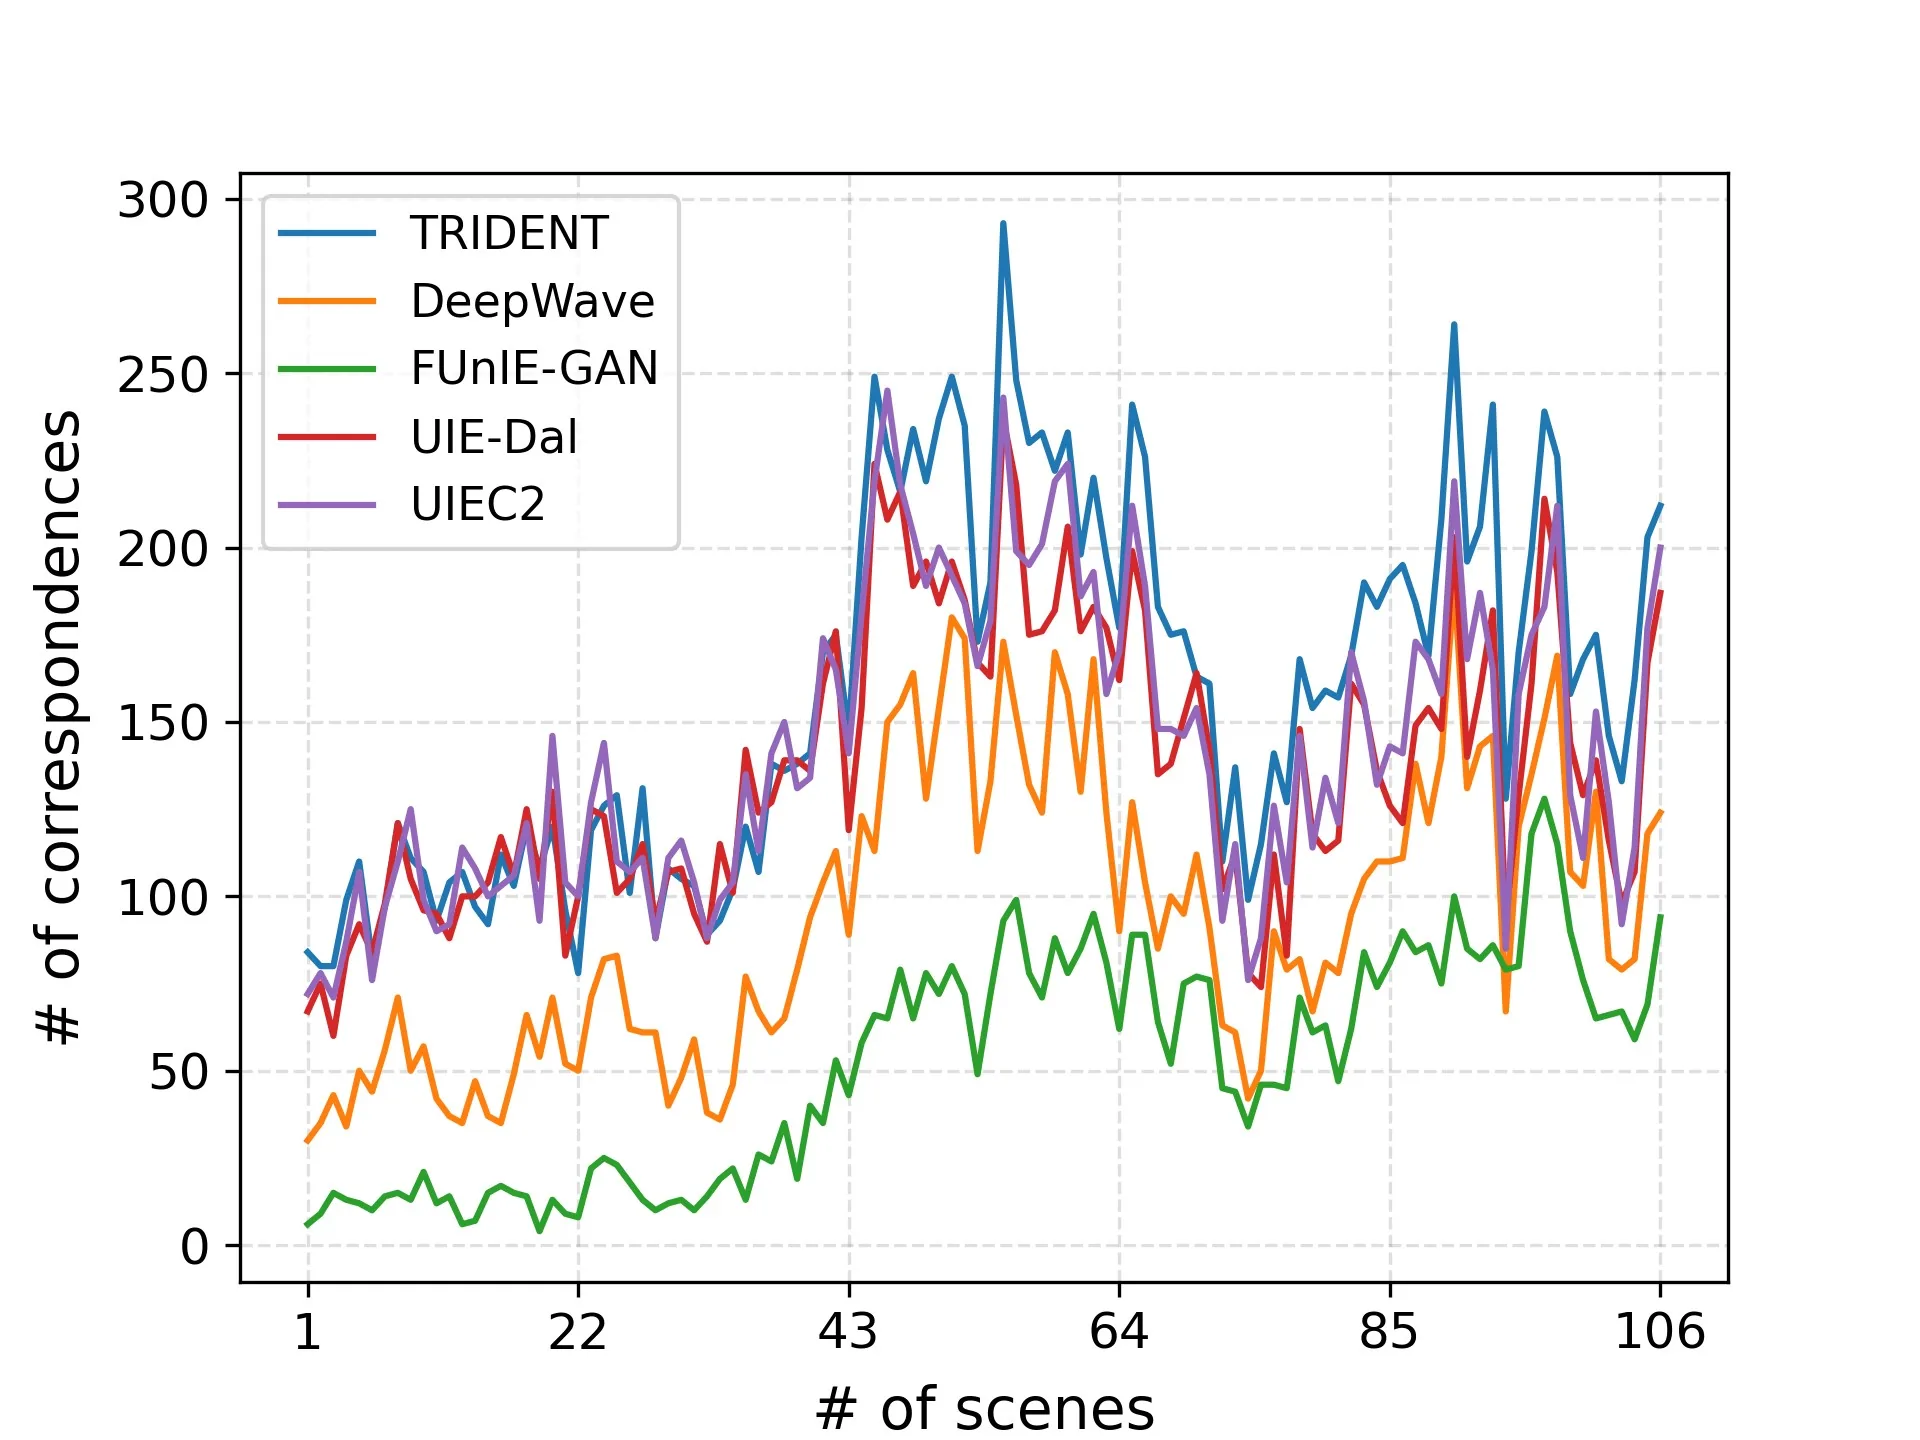 TRIDENT
DeepWave
FUnIE-GAN
UIE-Dal
UIEC2
300
250
200
150
100
50
0
# of correspondences
1 22 43 64 85 106
# of scenes